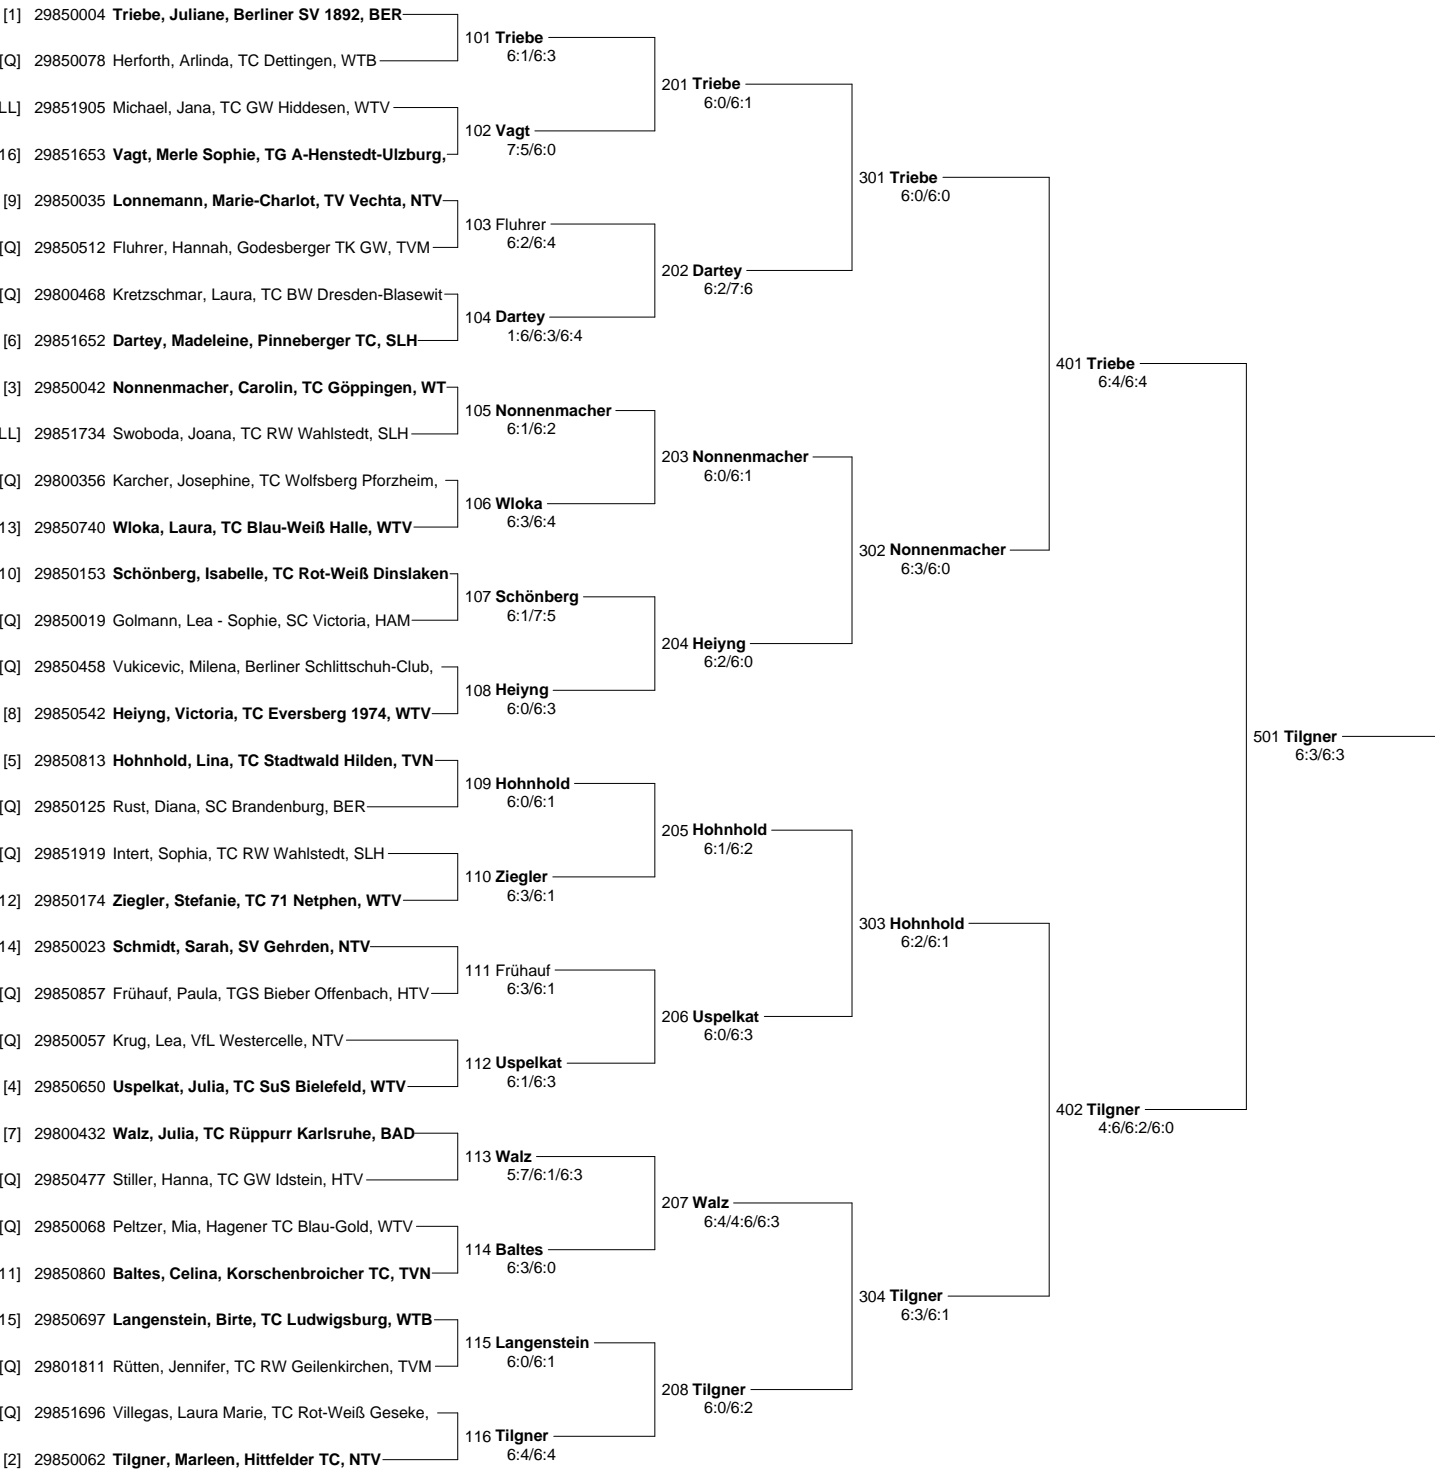 [1] 29850004 Triebe, Juliane, Berliner SV 1892, BER
101 Triebe
6:1/6:3
[Q] 29850078 Herforth, Arlinda, TC Dettingen, WTB
201 Triebe
6:0/6:1
LL] 29851905 Michael, Jana, TC GW Hiddesen, WTV
102 Vagt
7:5/6:0
16] 29851653 Vagt, Merle Sophie, TG A-Henstedt-Ulzburg,
301 Triebe
6:0/6:0
[9] 29850035 Lonnemann, Marie-Charlot, TV Vechta, NTV
103 Fluhrer
6:2/6:4
[Q] 29850512 Fluhrer, Hannah, Godesberger TK GW, TVM
202 Dartey
6:2/7:6
[Q] 29800468 Kretzschmar, Laura, TC BW Dresden-Blasewit
104 Dartey
1:6/6:3/6:4
[6] 29851652 Dartey, Madeleine, Pinneberger TC, SLH
401 Triebe
6:4/6:4
[3] 29850042 Nonnenmacher, Carolin, TC Göppingen, WT
105 Nonnenmacher
6:1/6:2
LL] 29851734 Swoboda, Joana, TC RW Wahlstedt, SLH
203 Nonnenmacher
6:0/6:1
[Q] 29800356 Karcher, Josephine, TC Wolfsberg Pforzheim,
106 Wloka
6:3/6:4
13] 29850740 Wloka, Laura, TC Blau-Weiß Halle, WTV
302 Nonnenmacher
6:3/6:0
10] 29850153 Schönberg, Isabelle, TC Rot-Weiß Dinslaken
107 Schönberg
6:1/7:5
[Q] 29850019 Golmann, Lea - Sophie, SC Victoria, HAM
204 Heiyng
6:2/6:0
[Q] 29850458 Vukicevic, Milena, Berliner Schlittschuh-Club,
108 Heiyng
6:0/6:3
[8] 29850542 Heiyng, Victoria, TC Eversberg 1974, WTV
501 Tilgner
6:3/6:3
[5] 29850813 Hohnhold, Lina, TC Stadtwald Hilden, TVN
109 Hohnhold
6:0/6:1
[Q] 29850125 Rust, Diana, SC Brandenburg, BER
205 Hohnhold
6:1/6:2
[Q] 29851919 Intert, Sophia, TC RW Wahlstedt, SLH
110 Ziegler
6:3/6:1
12] 29850174 Ziegler, Stefanie, TC 71 Netphen, WTV
303 Hohnhold
6:2/6:1
14] 29850023 Schmidt, Sarah, SV Gehrden, NTV
111 Frühauf
6:3/6:1
[Q] 29850857 Frühauf, Paula, TGS Bieber Offenbach, HTV
206 Uspelkat
6:0/6:3
[Q] 29850057 Krug, Lea, VfL Westercelle, NTV
112 Uspelkat
6:1/6:3
[4] 29850650 Uspelkat, Julia, TC SuS Bielefeld, WTV
402 Tilgner
4:6/6:2/6:0
[7] 29800432 Walz, Julia, TC Rüppurr Karlsruhe, BAD
113 Walz
5:7/6:1/6:3
[Q] 29850477 Stiller, Hanna, TC GW Idstein, HTV
207 Walz
6:4/4:6/6:3
[Q] 29850068 Peltzer, Mia, Hagener TC Blau-Gold, WTV
114 Baltes
6:3/6:0
11] 29850860 Baltes, Celina, Korschenbroicher TC, TVN
304 Tilgner
6:3/6:1
15] 29850697 Langenstein, Birte, TC Ludwigsburg, WTB
115 Langenstein
6:0/6:1
[Q] 29801811 Rütten, Jennifer, TC RW Geilenkirchen, TVM
208 Tilgner
6:0/6:2
[Q] 29851696 Villegas, Laura Marie, TC Rot-Weiß Geseke,
116 Tilgner
6:4/6:4
[2] 29850062 Tilgner, Marleen, Hittfelder TC, NTV